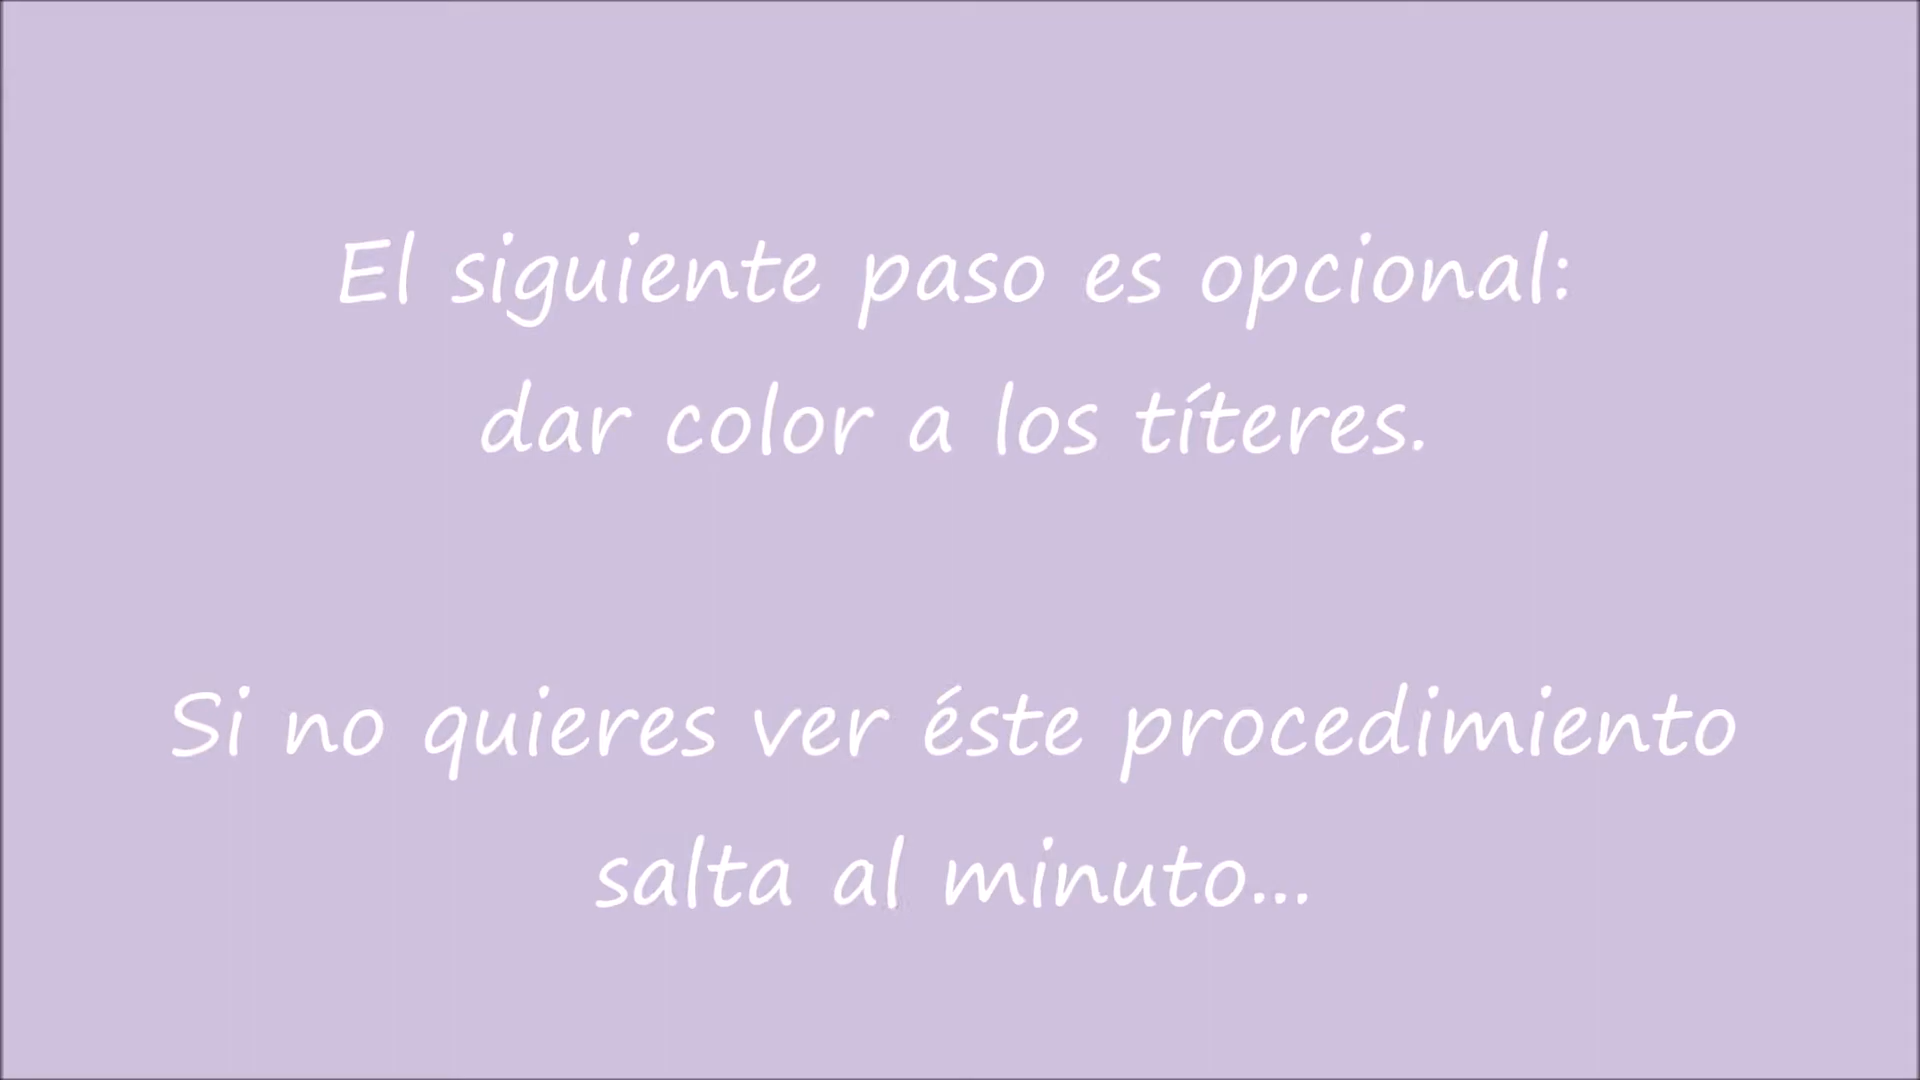 El siguiente paso es opcional:
dar color a los títeres.
Si no quieres ver éste procedimiento
salta al minuto...